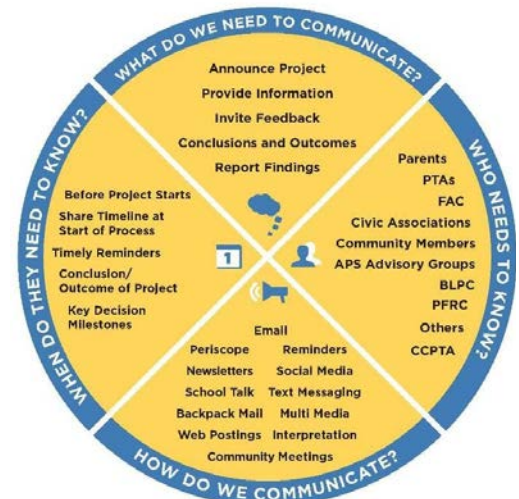 WHAT DO WE NEED TO COMMUNICATE?
Announce Project
Provide Information
Invite Feedback
Conclusions and Outcomes
Report Findings
WHO NEEDS TO KNOW?
Parents
PTAs
FAC
Civic Associations
Community Members
APS Advisory Groups
BLPC
PFRC
Others
CCPTA
HOW DO WE COMMUNICATE?
Email
Periscope Reminders
Newsletters Social Media
School Talk Text Messaging
Backpack Mail Multi Media
Web Postings Interpretation
Community Meetings
WHEN DO THEY NEED TO KNOW?
Before Project Starts
Share Timeline at
Start of Process
Timely Reminders
Conclusion/
Outcome of Project
Key Decision
Milestones
1